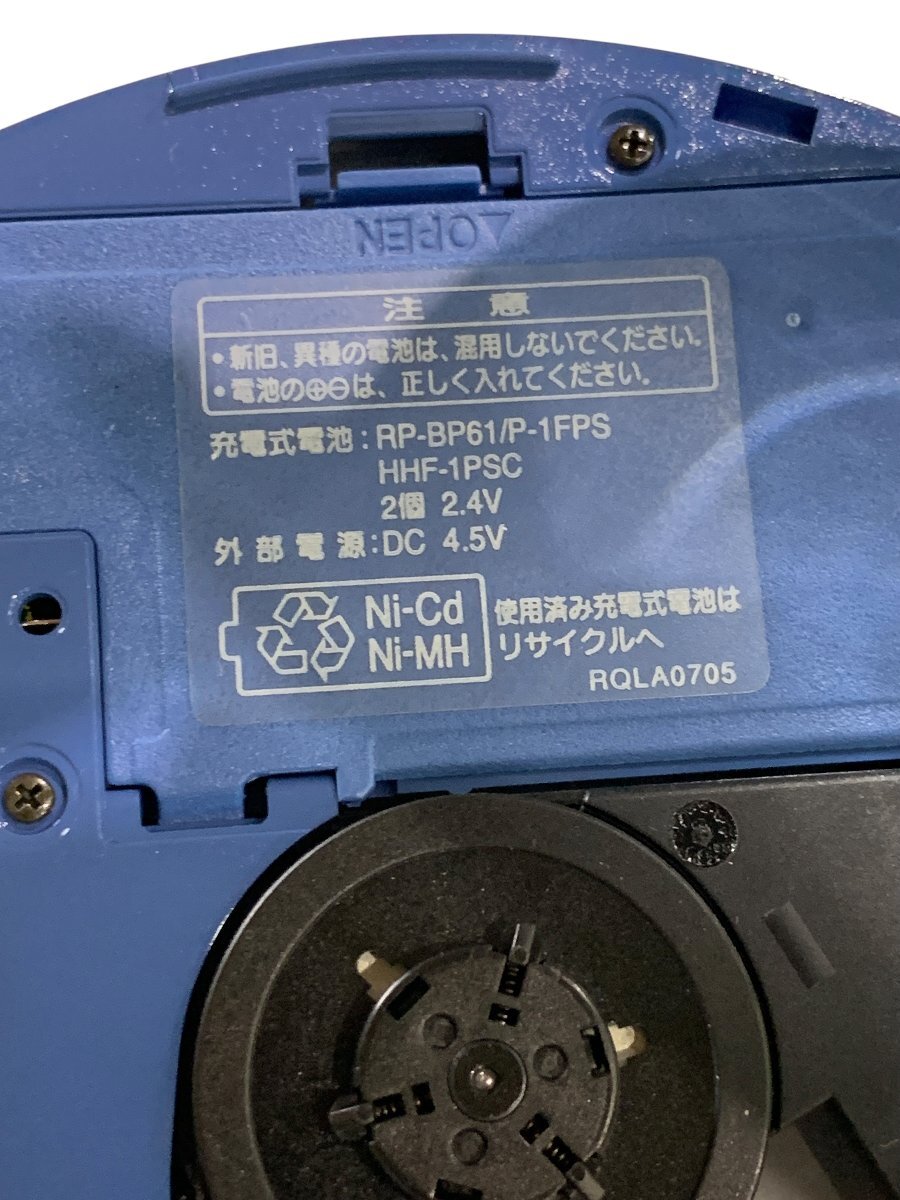 △OPEN
注 意
・新旧、異種の電池は、混用しないでください。
・電池の⊕⊖は、正しく入れてください。
充電式電池:RP-BP61/P-1FPS
HHF-1PSC
2個 2.4V
外部電源:DC 4.5V
Ni-Cd
Ni-MH
使用済み充電式電池は
リサイクルへ
RQLA0705